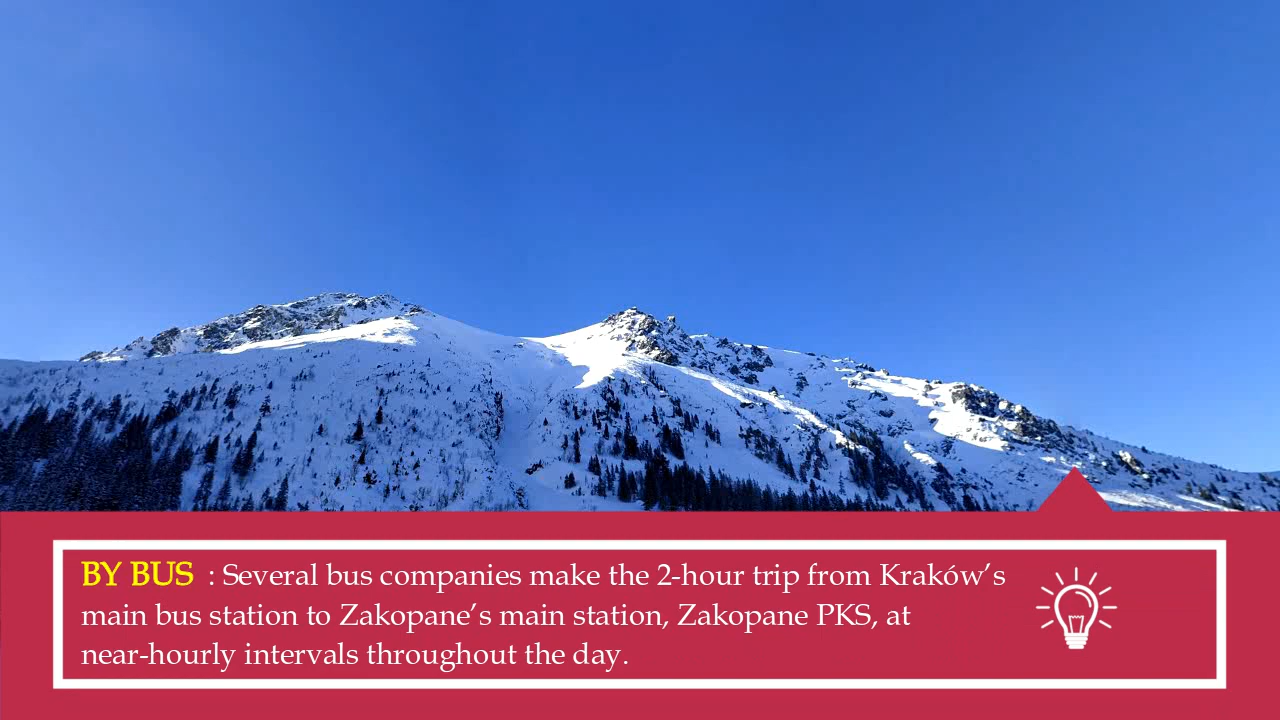 BY BUS : Several bus companies make the 2-hour trip from Kraków’s
main bus station to Zakopane’s main station, Zakopane PKS, at
near-hourly intervals throughout the day.